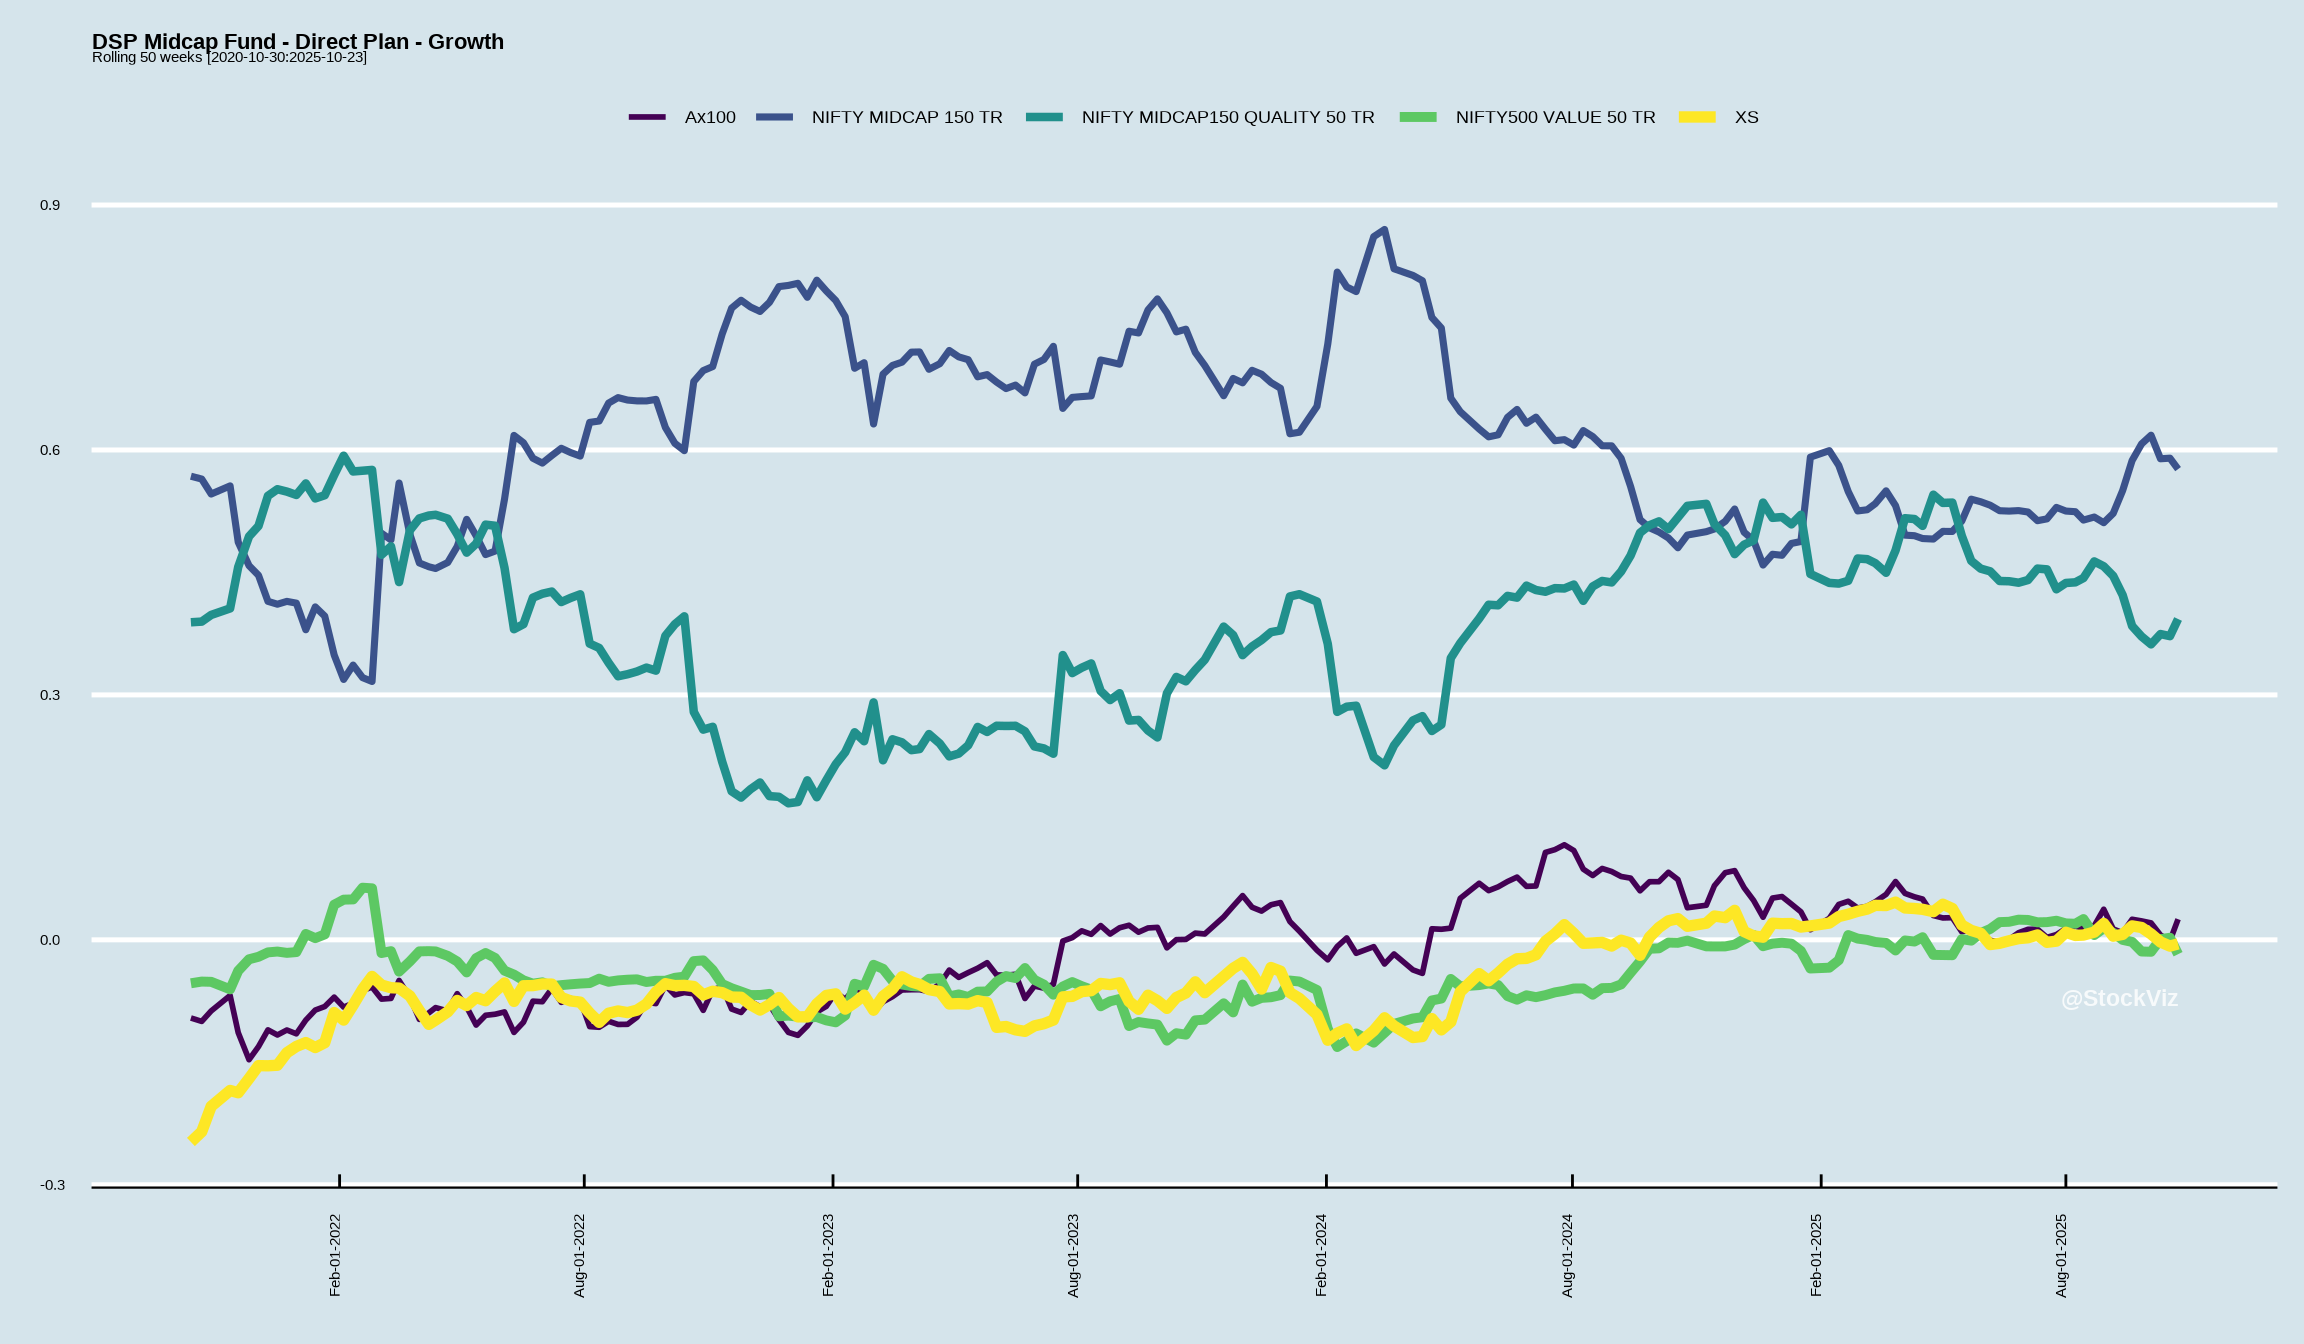 DSP Midcap Fund - Direct Plan - Growth
Rolling 50 weeks [2020-10-30:2025-10-23]
Ax100 NIFTY MIDCAP 150 TR NIFTY MIDCAP150 QUALITY 50 TR NIFTY500 VALUE 50 TR XS
0.9
0.6
0.3
0.0
@StockViz
-0.3
Feb-01-2022 Aug-01-2022 Feb-01-2023 Aug-01-2023 Feb-01-2024 Aug-01-2024 Feb-01-2025 Aug-01-2025